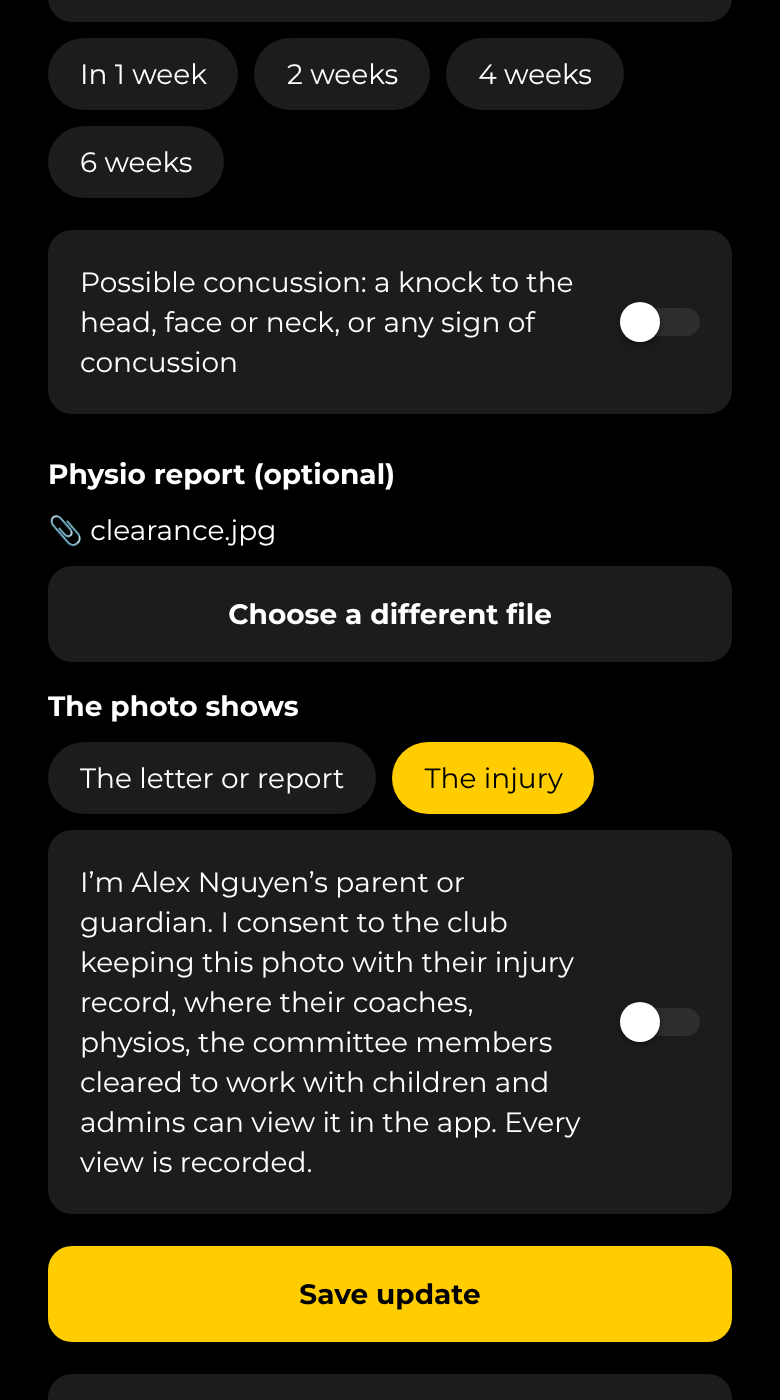 In 1 week
2 weeks
4 weeks
6 weeks
Possible concussion: a knock to the
head, face or neck, or any sign of
concussion
Physio report (optional)
📎 clearance.jpg
Choose a different file
The photo shows
The letter or report
The injury
I’m Alex Nguyen’s parent or
guardian. I consent to the club
keeping this photo with their injury
record, where their coaches,
physios, the committee members
cleared to work with children and
admins can view it in the app. Every
view is recorded.
Save update